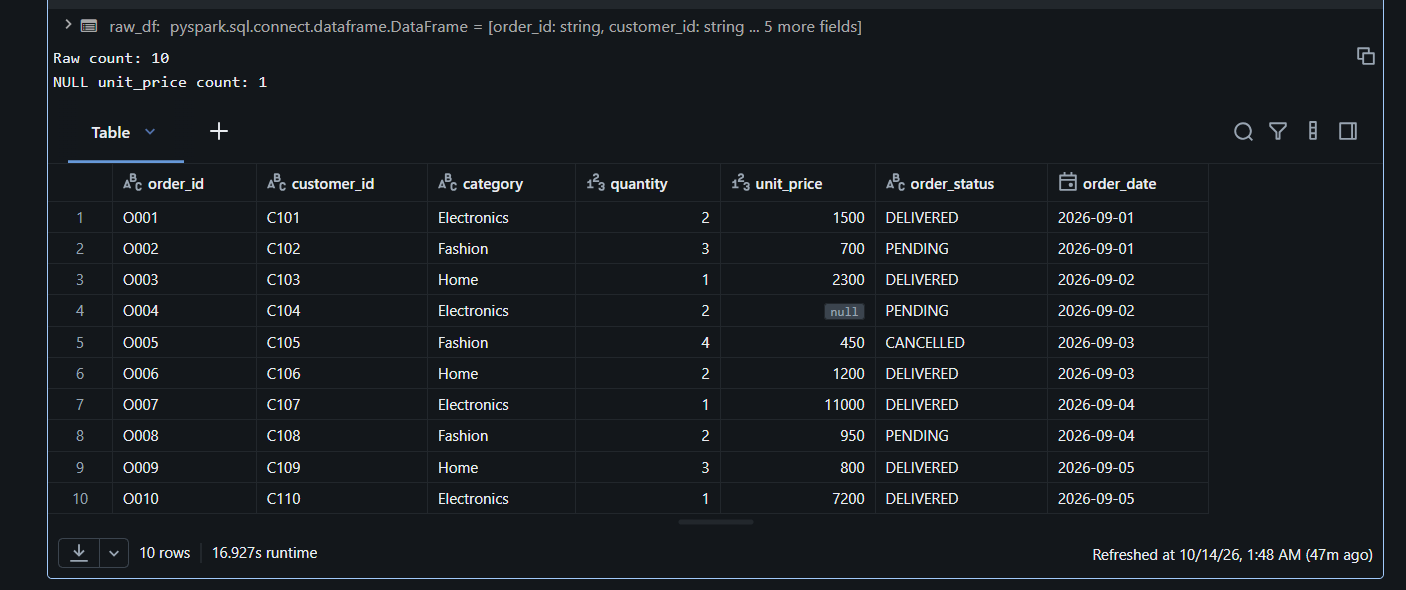 raw_df: pyspark.sql.connect.dataframe.DataFrame = [order_id: string, customer_id: string ... 5 more fields]
Raw count: 10
NULL unit_price count: 1
Table
order_id customer_id category quantity unit_price order_status order_date
1 O001 C101 Electronics 2 1500 DELIVERED 2026-09-01
2 O002 C102 Fashion 3 700 PENDING 2026-09-01
3 O003 C103 Home 1 2300 DELIVERED 2026-09-02
4 O004 C104 Electronics 2 null PENDING 2026-09-02
5 O005 C105 Fashion 4 450 CANCELLED 2026-09-03
6 O006 C106 Home 2 1200 DELIVERED 2026-09-03
7 O007 C107 Electronics 1 11000 DELIVERED 2026-09-04
8 O008 C108 Fashion 2 950 PENDING 2026-09-04
9 O009 C109 Home 3 800 DELIVERED 2026-09-05
10 O010 C110 Electronics 1 7200 DELIVERED 2026-09-05
10 rows 16.927s runtime Refreshed at 10/14/26, 1:48 AM (47m ago)